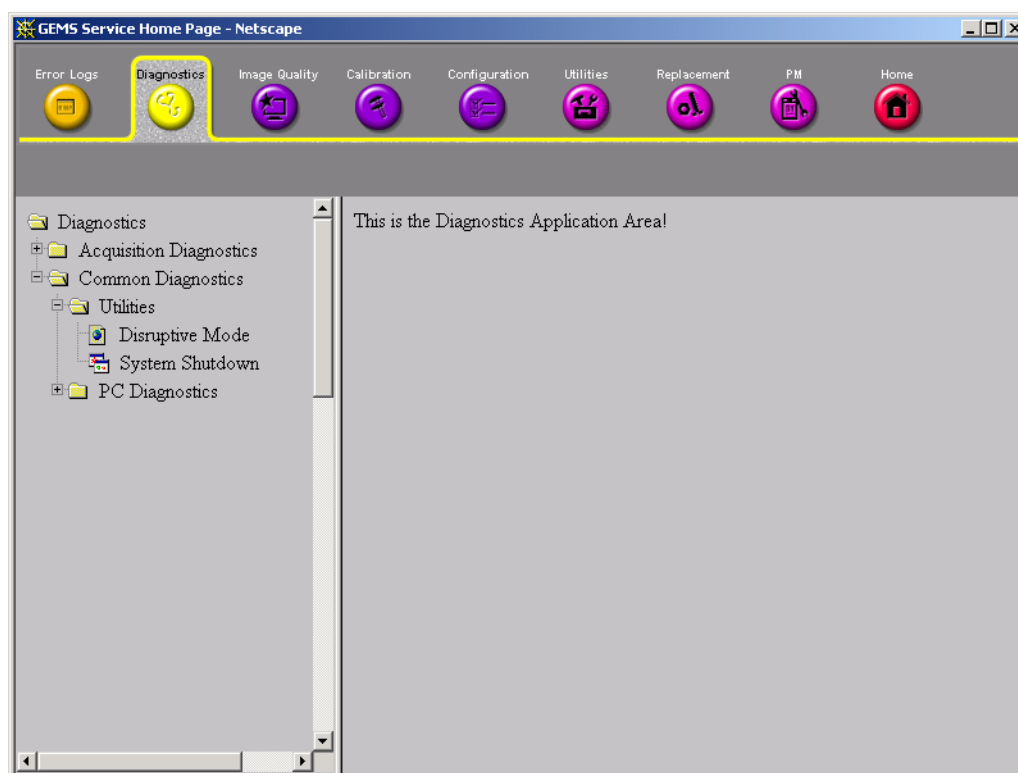 GEMS Service Home Page - Netscape
Error Logs Diagnostics Image Quality Calibration Configuration Utilities Replacement PM Home
Diagnostics
Acquisition Diagnostics
Common Diagnostics
Utilities
Disruptive Mode
System Shutdown
PC Diagnostics
This is the Diagnostics Application Area!